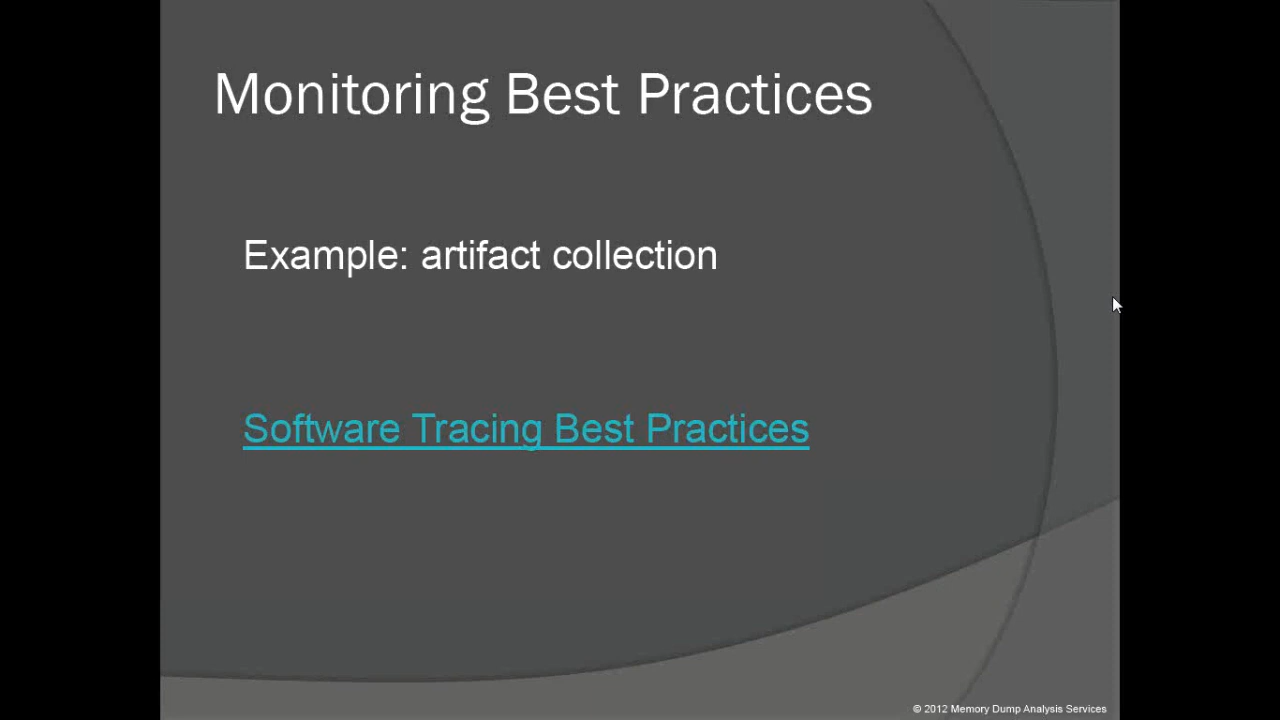 Monitoring Best Practices
Example: artifact collection
Software Tracing Best Practices
© 2012 Memory Dump Analysis Services